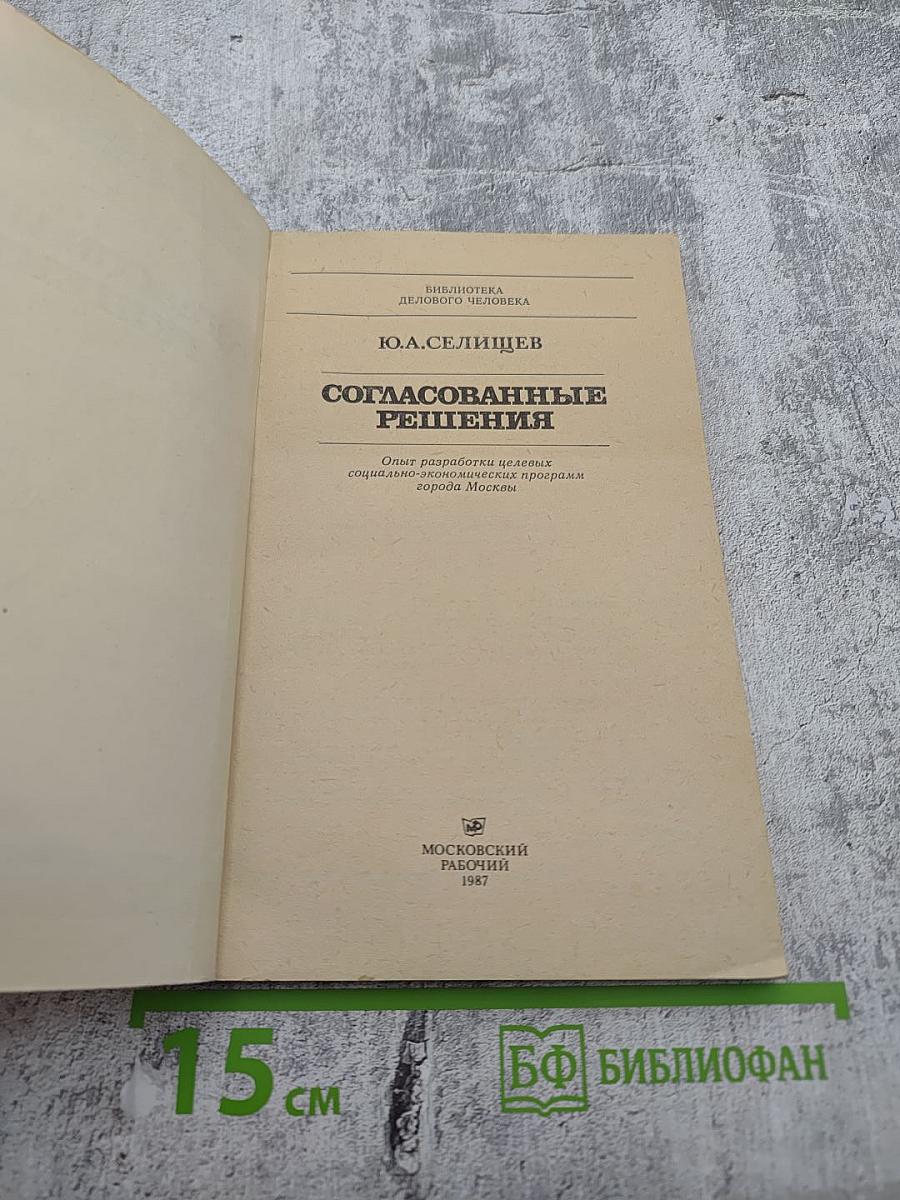 БИБЛИОТЕКА
ДЕЛОВОГО ЧЕЛОВЕКА
Ю.А.СЕЛИЩЕВ
СОГЛАСОВАННЫЕ
РЕШЕНИЯ
Опыт разработки целевых
социально-экономических программ
города Москвы
МР
МОСКОВСКИЙ
РАБОЧИЙ
1987
15 см
БФ БИБЛИОФАН